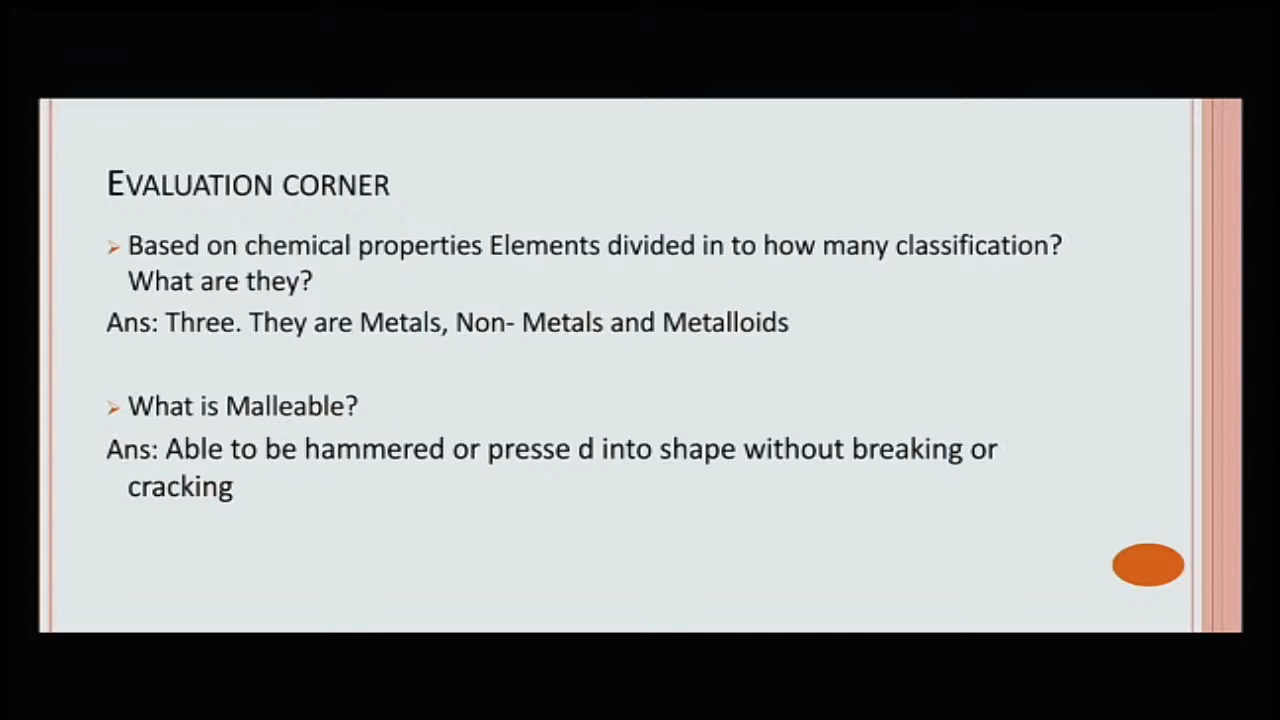 EVALUATION CORNER
Based on chemical properties Elements divided in to how many classification?
What are they?
Ans: Three. They are Metals, Non- Metals and Metalloids
What is Malleable?
Ans: Able to be hammered or presse d into shape without breaking or
cracking